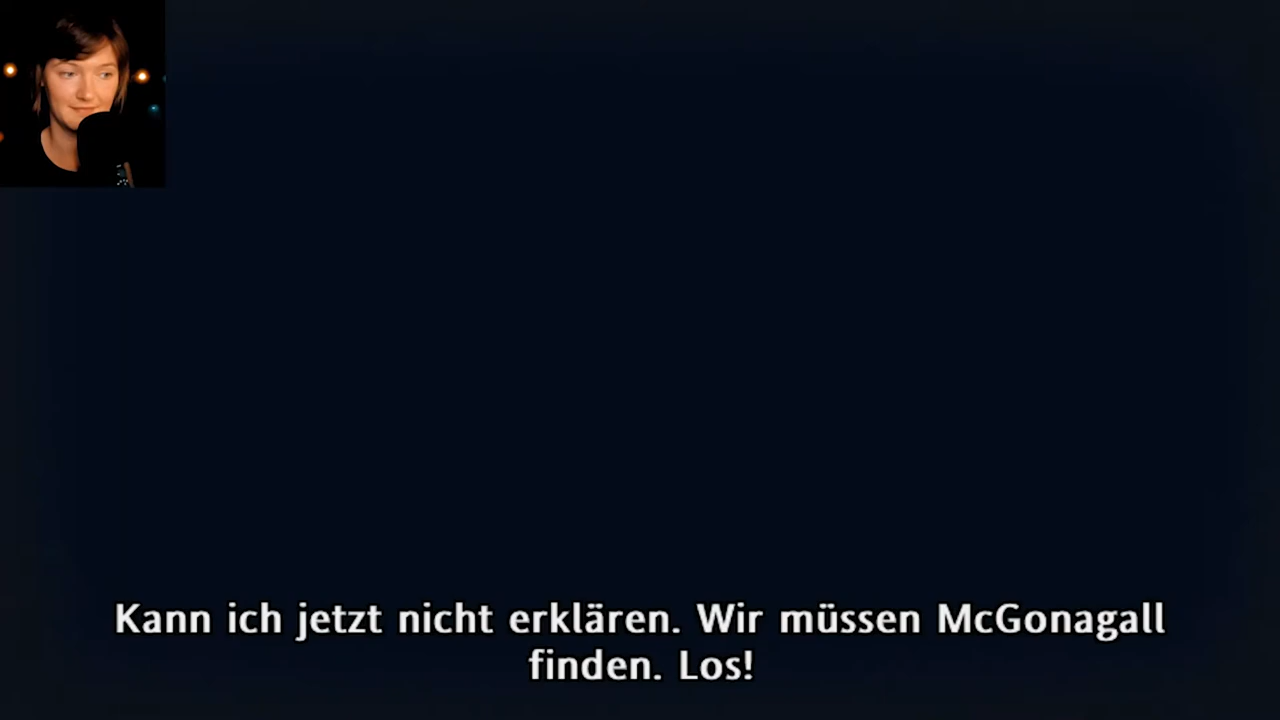 Kann ich jetzt nicht erklären. Wir müssen McGonagall
finden. Los!